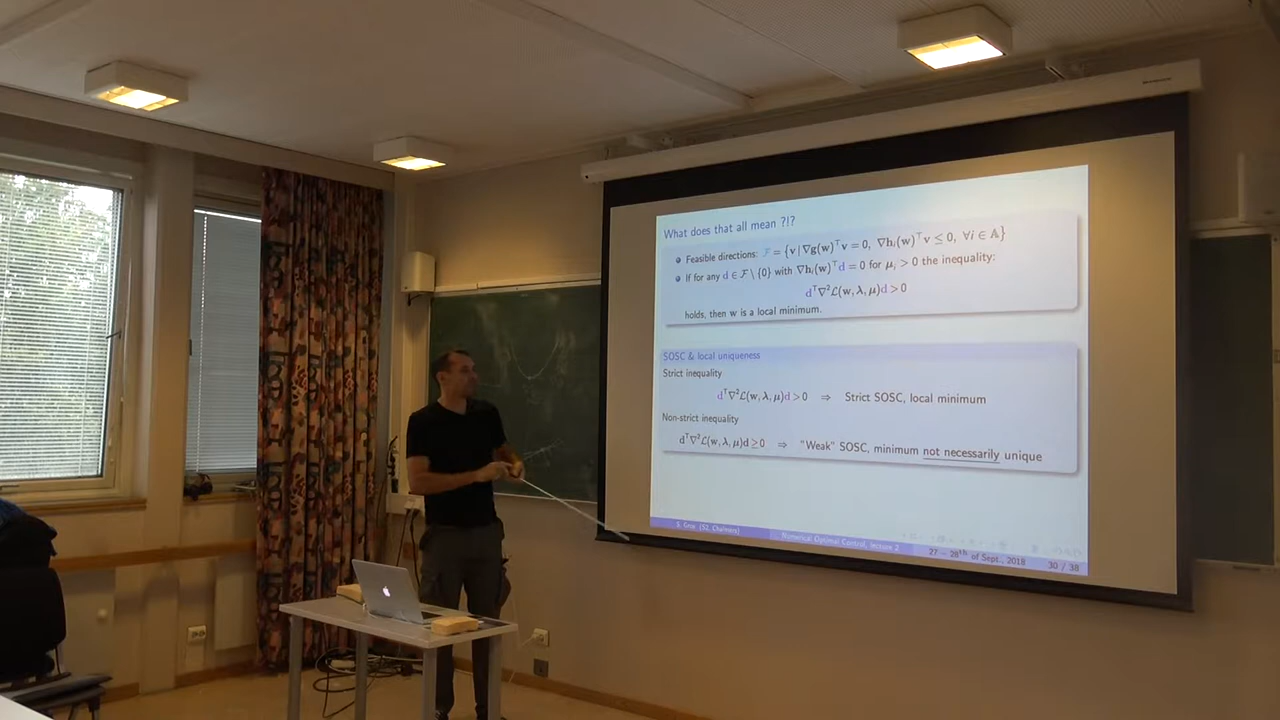 What does that all mean ?!?
Feasible directions: F = {v | ∇g(w)ᵀv = 0, ∇hᵢ(w)ᵀv ≤ 0, ∀i ∈ 𝔸}
If for any d ∈ F \ {0} with ∇hᵢ(w)ᵀd = 0 for μᵢ > 0 the inequality:
dᵀ∇²ℒ(w, λ, μ)d > 0
holds, then w is a local minimum.
SOSC & local uniqueness
Strict inequality
dᵀ∇²ℒ(w, λ, μ)d > 0 ⇒ Strict SOSC, local minimum
Non-strict inequality
dᵀ∇²ℒ(w, λ, μ)d ≥ 0 ⇒ "Weak" SOSC, minimum not necessarily unique
S. Gros (S2, Chalmers) Numerical Optimal Control, lecture 2 27 – 28ᵗʰ of Sept., 2018 30 / 38